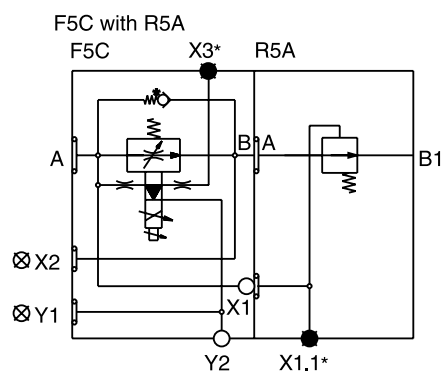 F5C with R5A
F5C X3* R5A
A B A B1
X2
Y1 X1
Y2 X1.1*